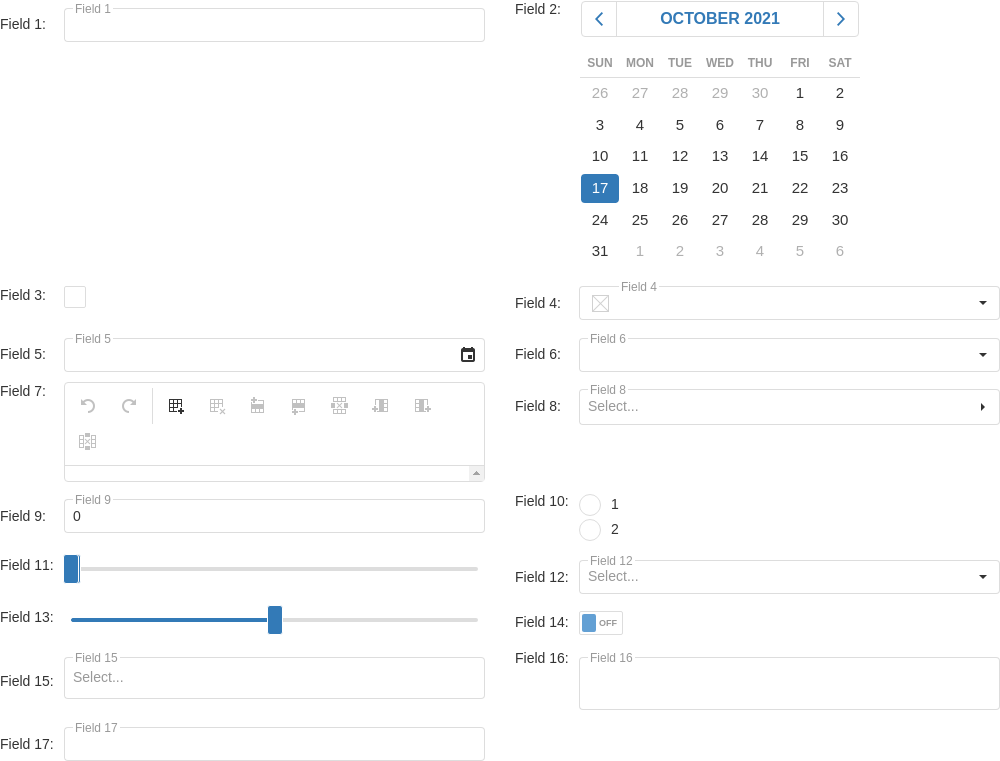 Field 1:
Field 1
Field 2:
OCTOBER 2021
SUN MON TUE WED THU FRI SAT
26 27 28 29 30 1 2
3 4 5 6 7 8 9
10 11 12 13 14 15 16
17 18 19 20 21 22 23
24 25 26 27 28 29 30
31 1 2 3 4 5 6
Field 3:
Field 4:
Field 4
Field 5:
Field 5
Field 6:
Field 6
Field 7:
Field 8:
Field 8
Select...
Field 9:
Field 9
0
Field 10:
1
2
Field 11:
Field 12:
Field 12
Select...
Field 13:
Field 14:
OFF
Field 15:
Field 15
Select...
Field 16:
Field 16
Field 17:
Field 17